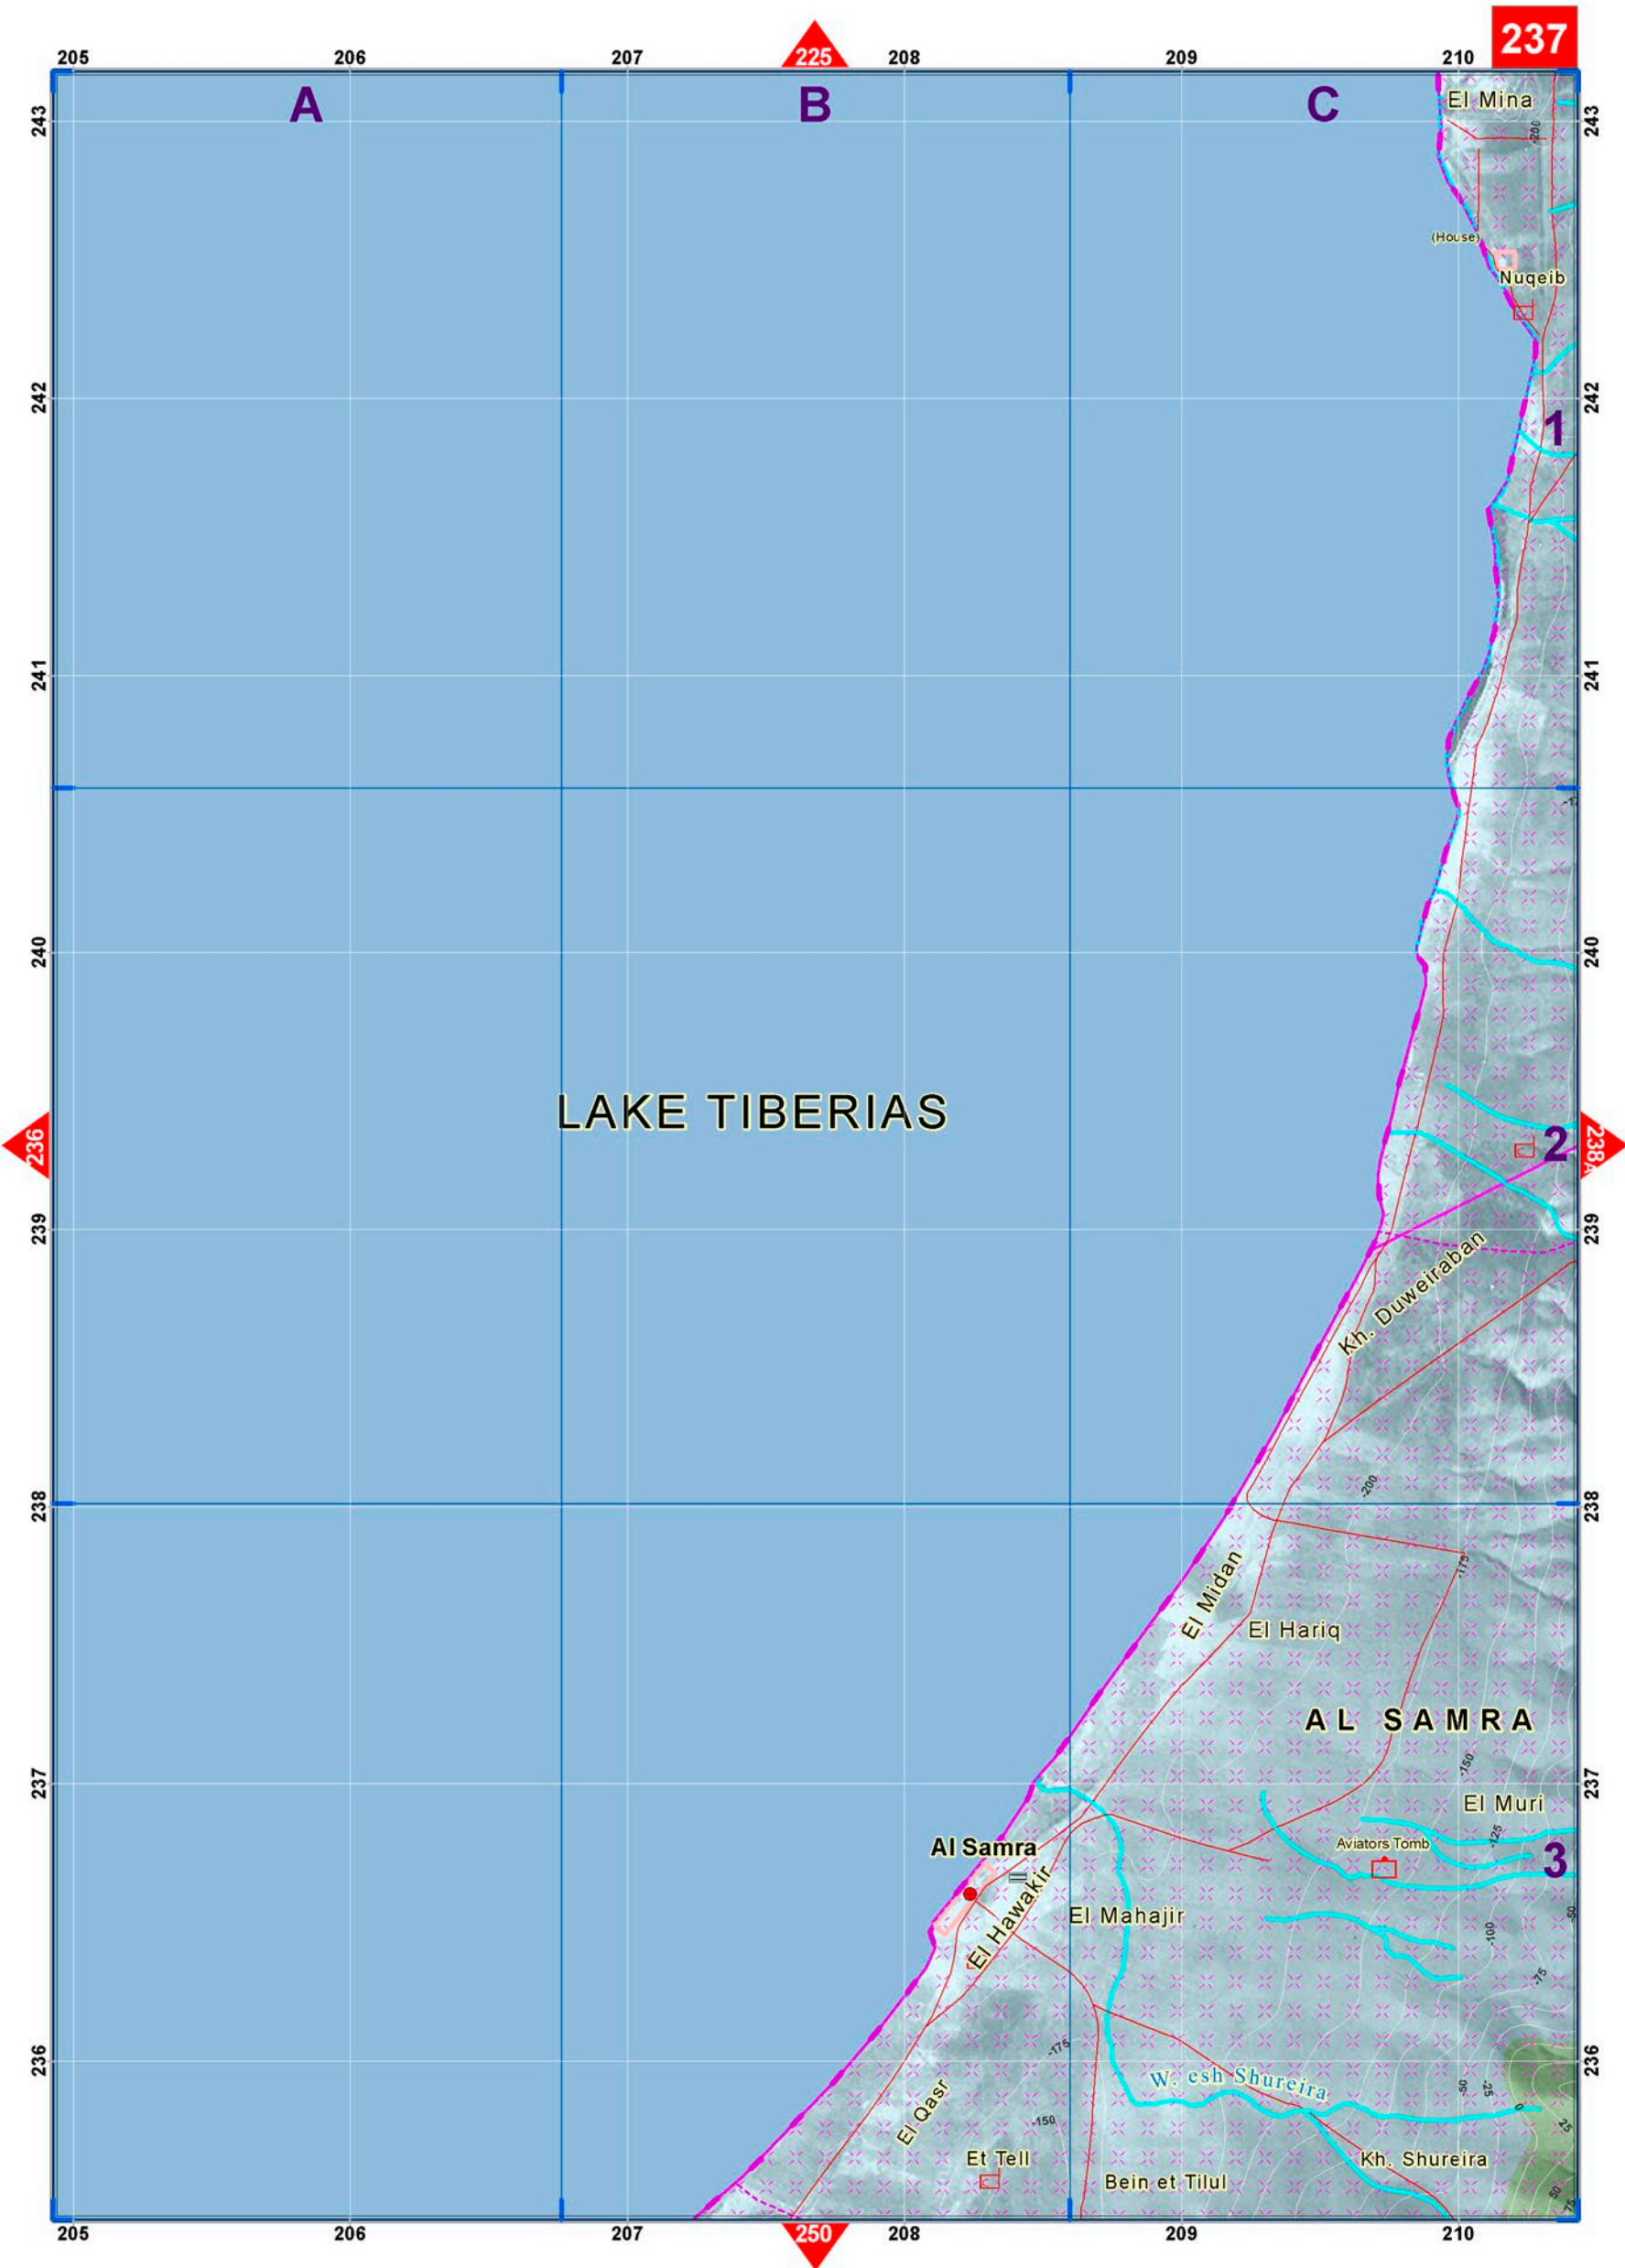 237
205 206 207 225 208 209 210
A B C
243 El Mina 243
-200
(House)
Nuqeib
242 242
1
241 241
-17
240 240
LAKE TIBERIAS
236 2 238A
239 239
Kh. Duweiraban
-200
238 238
-175
El Midan
El Hariq
AL SAMRA
-150
237 237
El Muri
-125
Aviators Tomb
Al Samra
3
El Hawakir
El Mahajir
-50
-100
-75
-175
236 236
W. esh Shureira
-50 -25
0
25
El Qasr
-150
Et Tell
Kh. Shureira
Bein et Tilul
50
75
205 206 207 250 208 209 210